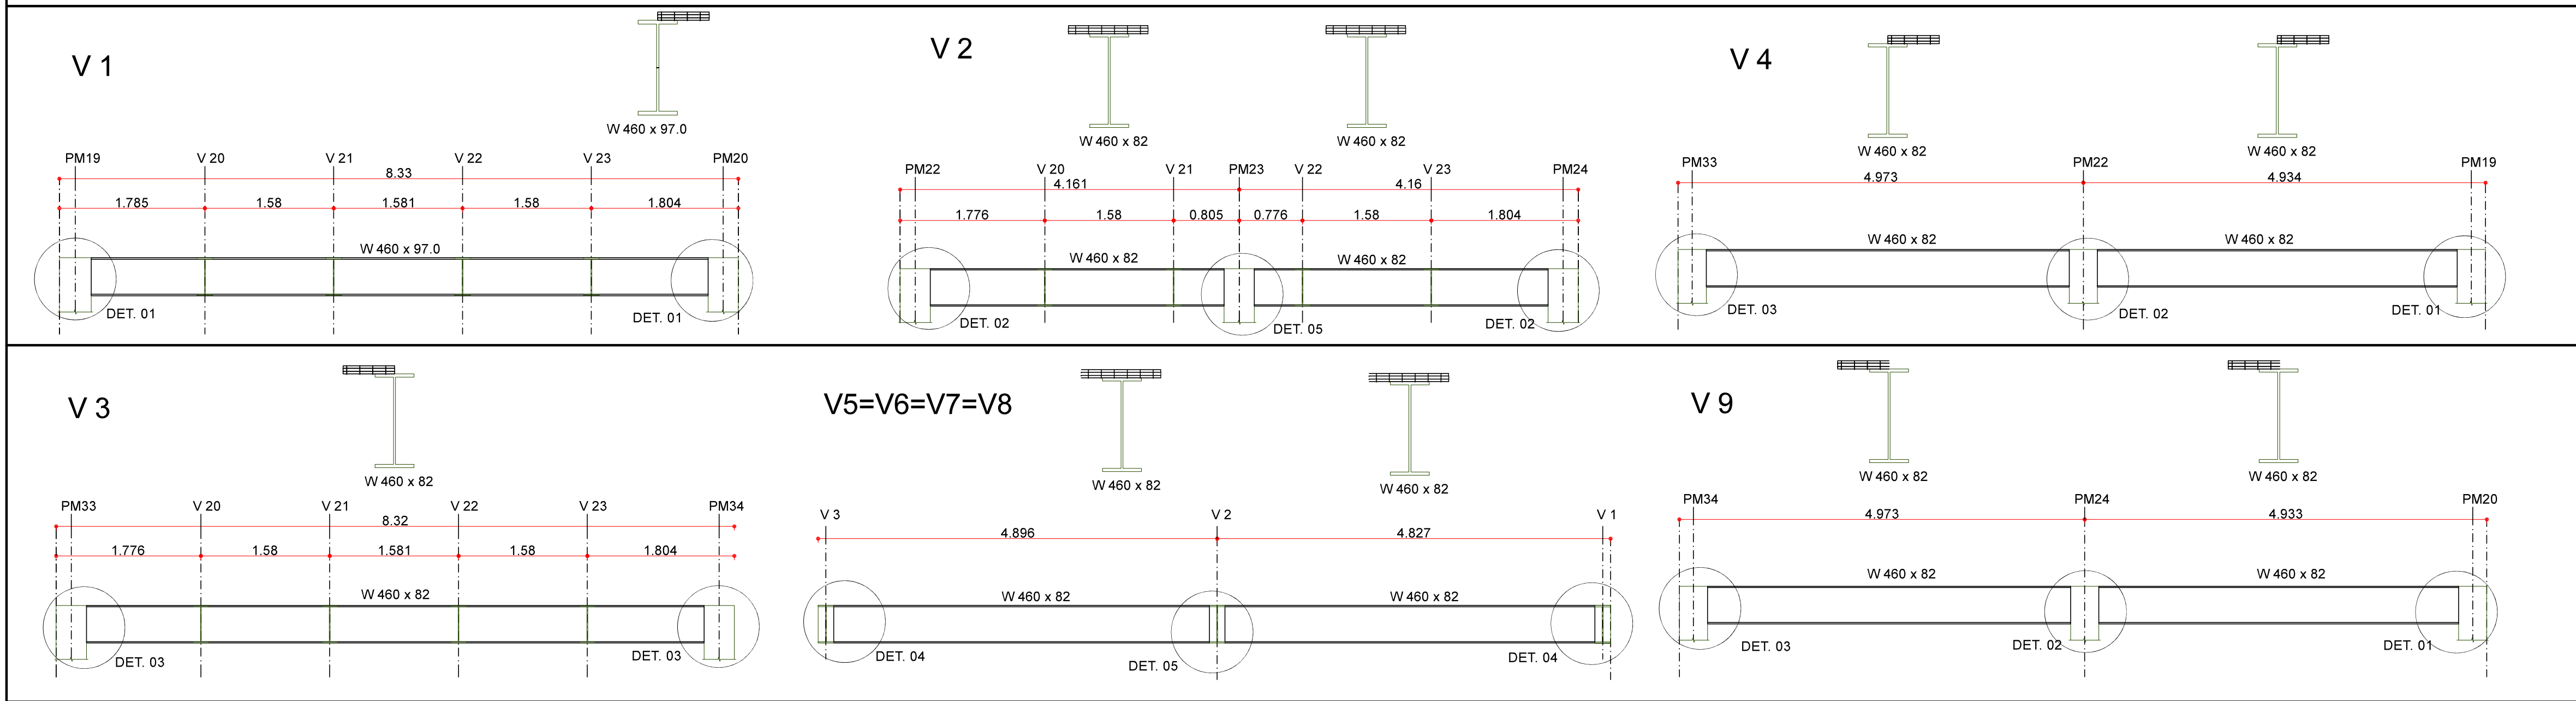 V 1
W 460 x 97.0
PM19 V 20 V 21 V 22 V 23 PM20
8.33
1.785 1.58 1.581 1.58 1.804
W 460 x 97.0
DET. 01 DET. 01
V 2
W 460 x 82 W 460 x 82
PM22 V 20 V 21 PM23 V 22 V 23 PM24
4.161 4.16
1.776 1.58 0.805 0.776 1.58 1.804
W 460 x 82 W 460 x 82
DET. 02 DET. 05 DET. 02
V 4
W 460 x 82 W 460 x 82
PM33 PM22 PM19
4.973 4.934
W 460 x 82 W 460 x 82
DET. 03 DET. 02 DET. 01
V 3
W 460 x 82
PM33 V 20 V 21 V 22 V 23 PM34
8.32
1.776 1.58 1.581 1.58 1.804
W 460 x 82
DET. 03 DET. 03
V5=V6=V7=V8
W 460 x 82 W 460 x 82
V 3 V 2 V 1
4.896 4.827
W 460 x 82 W 460 x 82
DET. 04 DET. 05 DET. 04
V 9
W 460 x 82 W 460 x 82
PM34 PM24 PM20
4.973 4.933
W 460 x 82 W 460 x 82
DET. 03 DET. 02 DET. 01